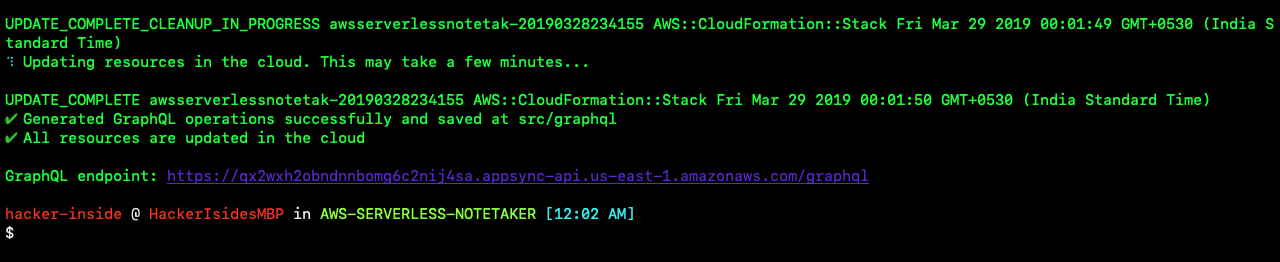 UPDATE_COMPLETE_CLEANUP_IN_PROGRESS awsserverlessnotetak-20190328234155 AWS::CloudFormation::Stack Fri Mar 29 2019 00:01:49 GMT+0530 (India S
tandard Time)
⠹ Updating resources in the cloud. This may take a few minutes...
UPDATE_COMPLETE awsserverlessnotetak-20190328234155 AWS::CloudFormation::Stack Fri Mar 29 2019 00:01:50 GMT+0530 (India Standard Time)
✔ Generated GraphQL operations successfully and saved at src/graphql
✔ All resources are updated in the cloud
GraphQL endpoint: https://qx2wxh2obndnnbomg6c2nij4sa.appsync-api.us-east-1.amazonaws.com/graphql
hacker-inside @ HackerIsidesMBP in AWS-SERVERLESS-NOTETAKER [12:02 AM]
$